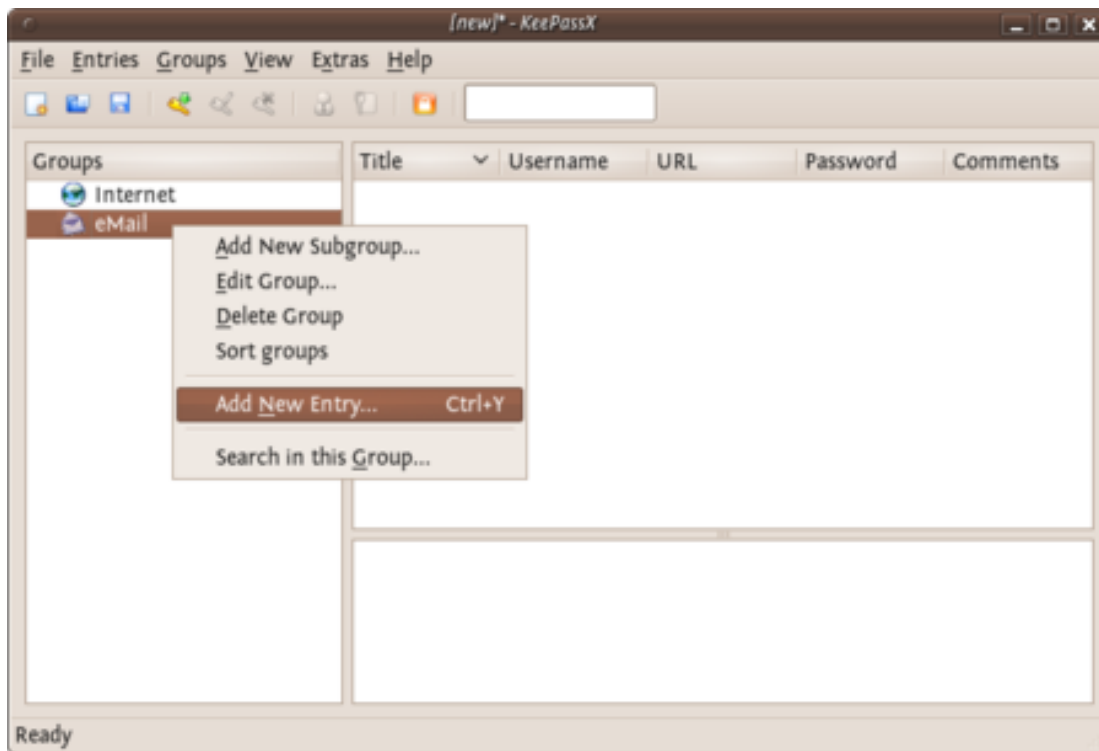 [new]* - KeePassX
File Entries Groups View Extras Help
Groups
Title Username URL Password Comments
Internet
eMail
Add New Subgroup...
Edit Group...
Delete Group
Sort groups
Add New Entry... Ctrl+Y
Search in this Group...
Ready